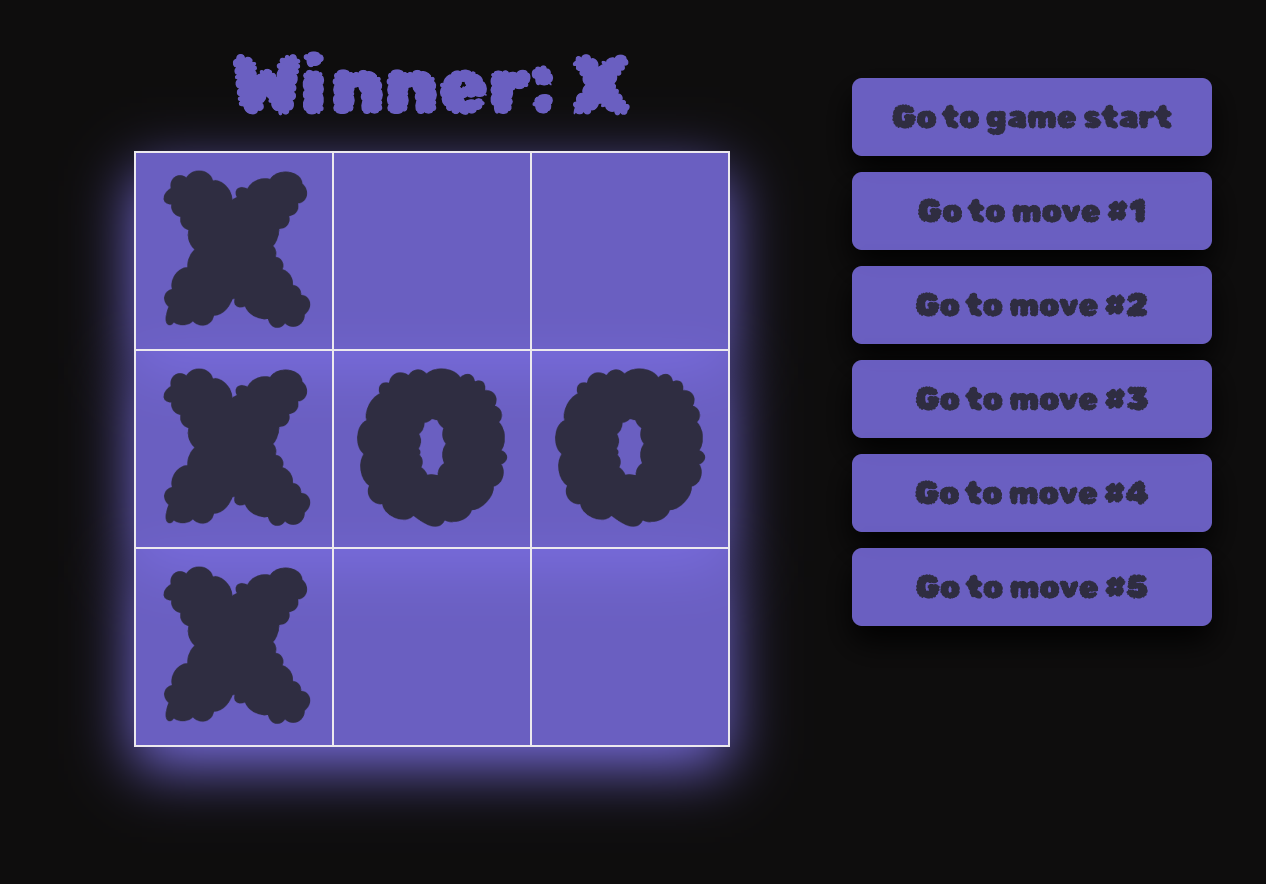 Winner: X
X
X O O
X
Go to game start
Go to move #1
Go to move #2
Go to move #3
Go to move #4
Go to move #5